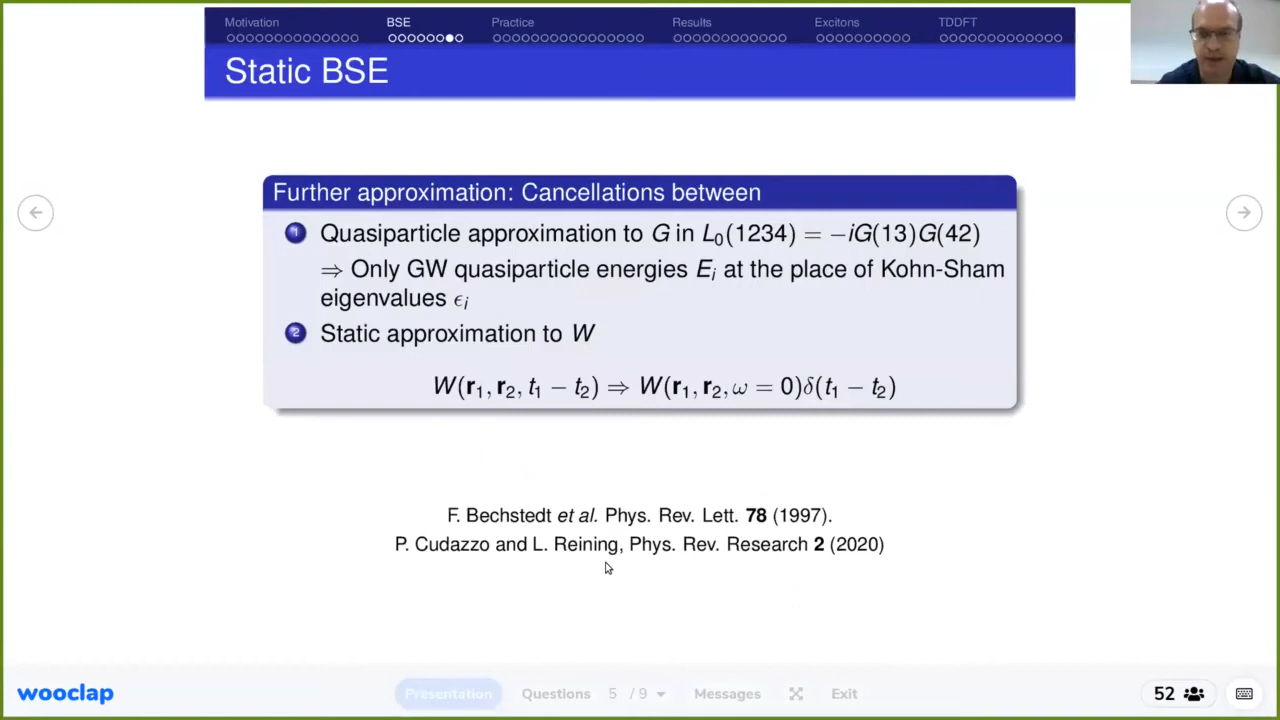 Motivation BSE Practice Results Excitons TDDFT
Static BSE
Further approximation: Cancellations between
1 Quasiparticle approximation to G in L₀(1234) = −iG(13)G(42)
⇒ Only GW quasiparticle energies Eᵢ at the place of Kohn-Sham
eigenvalues ϵᵢ
2 Static approximation to W
W(r₁, r₂, t₁ − t₂) ⇒ W(r₁, r₂, ω = 0)δ(t₁ − t₂)
F. Bechstedt et al. Phys. Rev. Lett. 78 (1997).
P. Cudazzo and L. Reining, Phys. Rev. Research 2 (2020)
wooclap Presentation Questions 5 / 9 Messages Exit 52